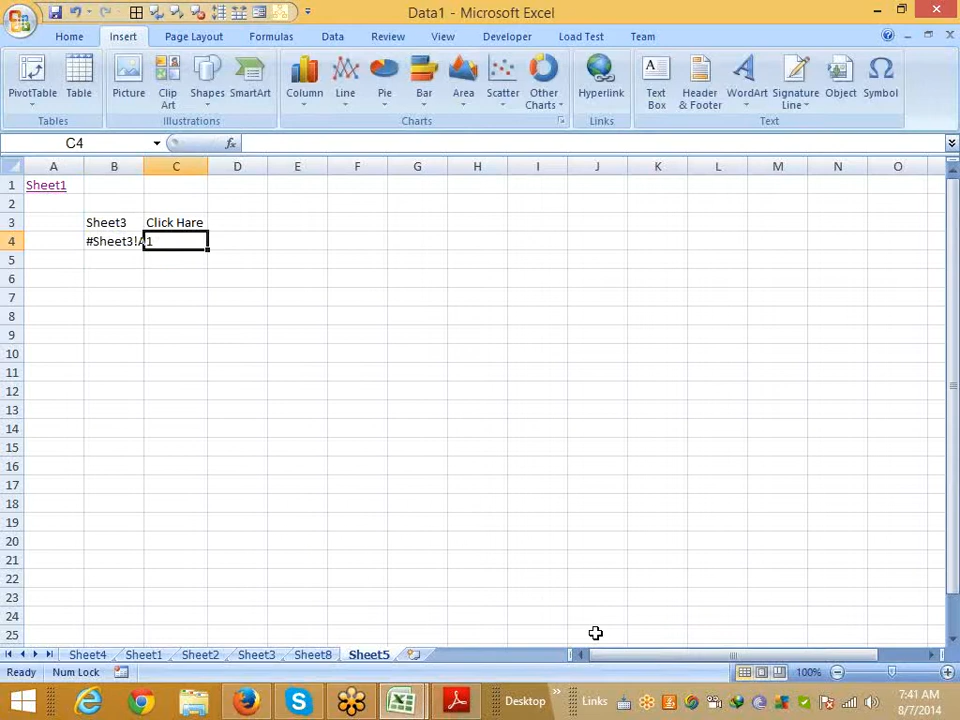 Data1 - Microsoft Excel
Home Insert Page Layout Formulas Data Review View Developer Load Test Team
PivotTable Table Picture Clip Art Shapes SmartArt Column Line Pie Bar Area Scatter Other Charts Hyperlink Text Box Header & Footer WordArt Signature Line Object Symbol
Tables Illustrations Charts Links Text
C4 fx
A B C D E F G H I J K L M N O
1 Sheet1
2
3 Sheet3 Click Hare
4 #Sheet3!A1
5
6
7
8
9
10
11
12
13
14
15
16
17
18
19
20
21
22
23
24
25
Sheet4 Sheet1 Sheet2 Sheet3 Sheet8 Sheet5
Ready Num Lock 100%
Desktop » Links 7:41 AM
8/7/2014